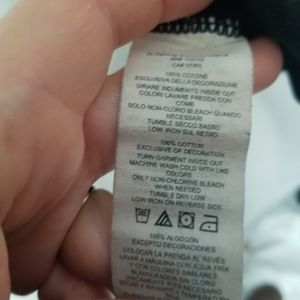 100% COTONE
ESCLUSIVA DELLA DECORAZIONE
GIRARE INDUMENTO INSIDE OUT
COLORI LAVARE FREDDA CON
COME
SOLO NON-CLORO BLEACH QUANDO
NECESSARI
TUMBLE SECCO BASSO
LOW IRON SUL RETRO
100% COTTON
EXCLUSIVE OF DECORATION
TURN GARMENT INSIDE OUT
MACHINE WASH COLD WITH LIKE
COLORS
ONLY NON-CHLORINE BLEACH
WHEN NEEDED
TUMBLE DRY LOW
LOW IRON ON REVERSE SIDE
100% ALGODÓN
EXCEPTO DECORACIONES
COLOCAR LA PRENDA AL REVÉS
LAVAR A MÁQUINA CON AGUA FRÍA
Y CON COLORES SIMILARES
BLANQUEADOR SIN CLORO